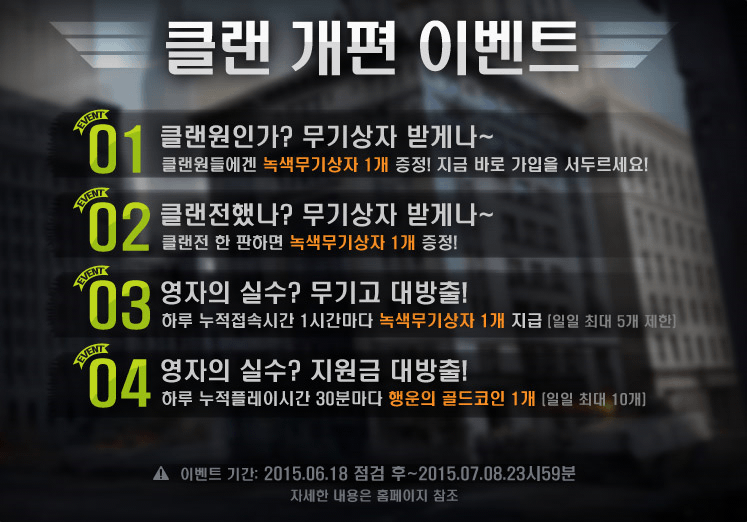 클랜 개편 이벤트
EVENT
01 클랜원인가? 무기상자 받게나~
클랜원들에겐 녹색무기상자 1개 증정! 지금 바로 가입을 서두르세요!
EVENT
02 클랜전했나? 무기상자 받게나~
클랜전 한 판하면 녹색무기상자 1개 증정!
EVENT
03 영자의 실수? 무기고 대방출!
하루 누적접속시간 1시간마다 녹색무기상자 1개 지급 [일일 최대 5개 제한]
EVENT
04 영자의 실수? 지원금 대방출!
하루 누적플레이시간 30분마다 행운의 골드코인 1개 [일일 최대 10개]
이벤트 기간: 2015.06.18 점검 후~2015.07.08.23시59분
자세한 내용은 홈페이지 참조